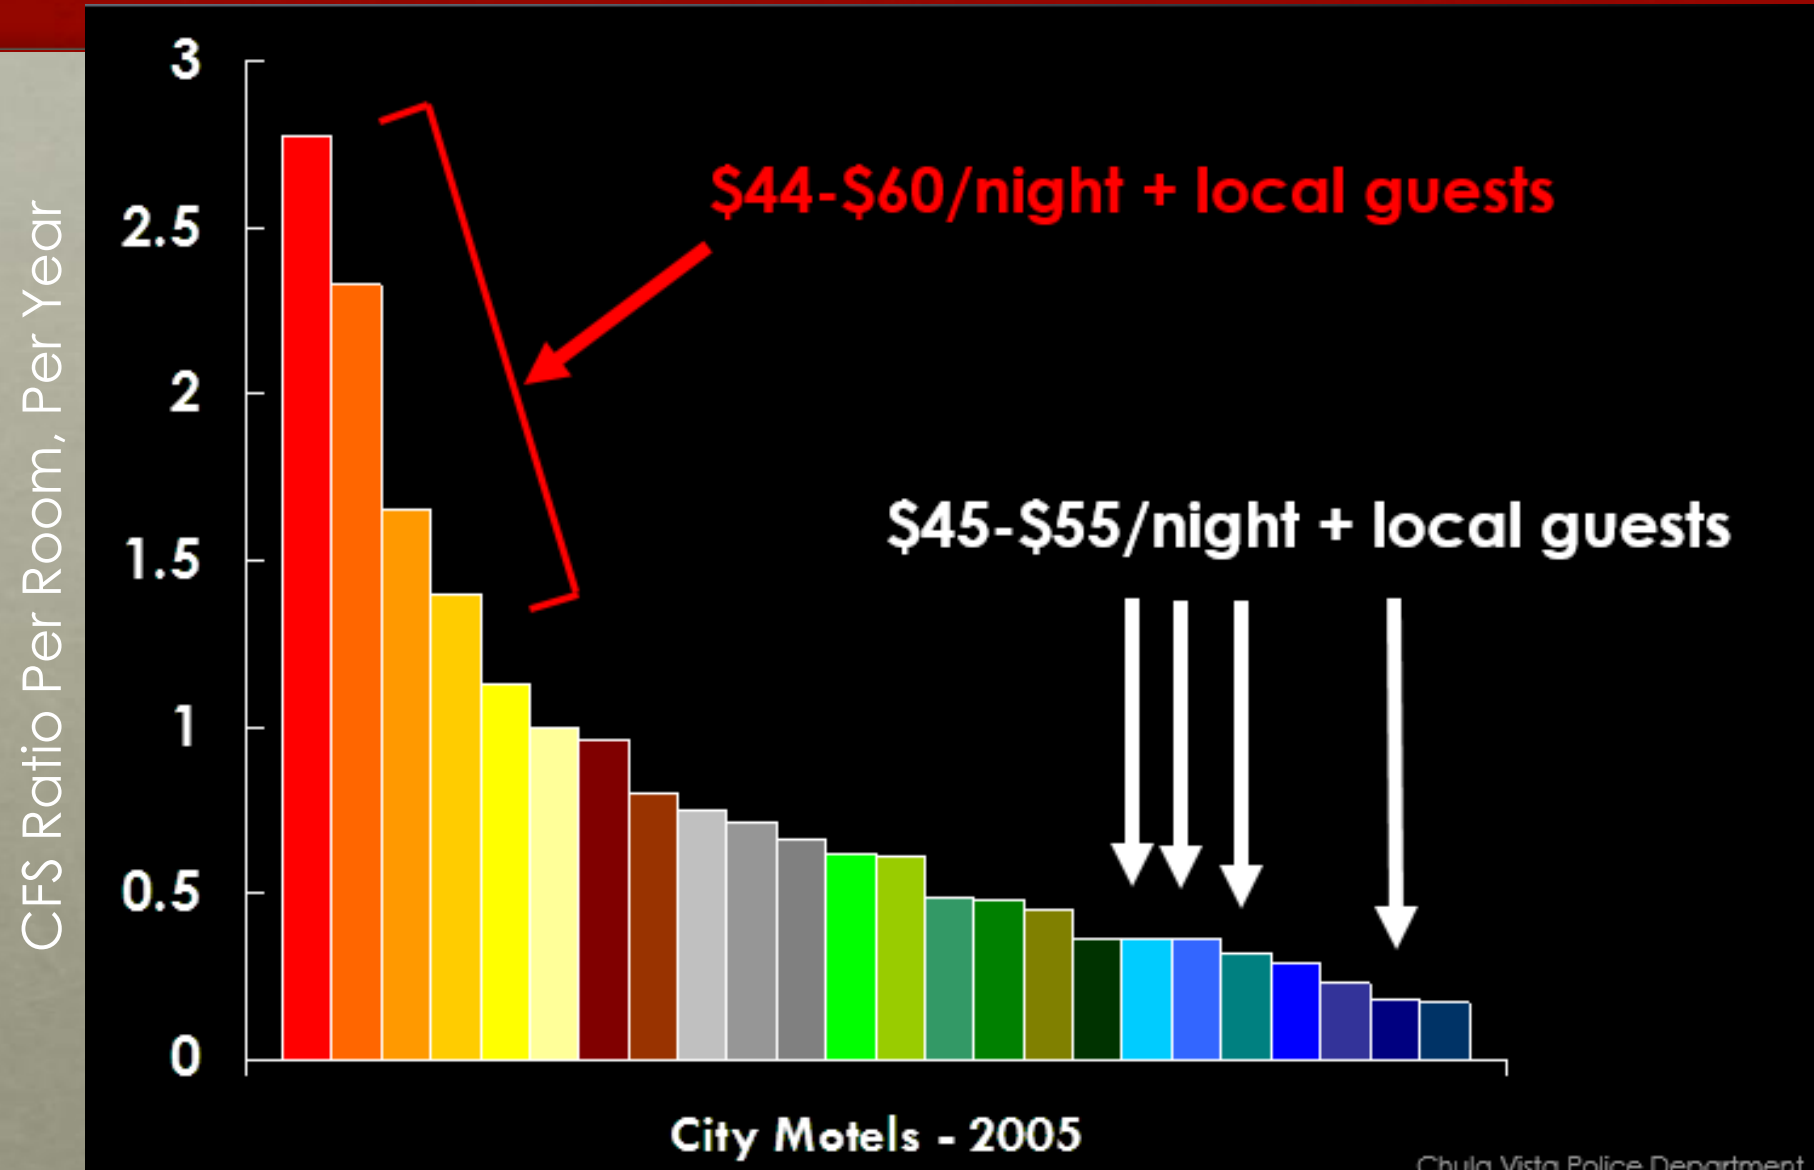 CFS Ratio Per Room, Per Year
3
2.5
2
1.5
1
0.5
0
$44-$60/night + local guests
$45-$55/night + local guests
City Motels - 2005
Chula Vista Police Department